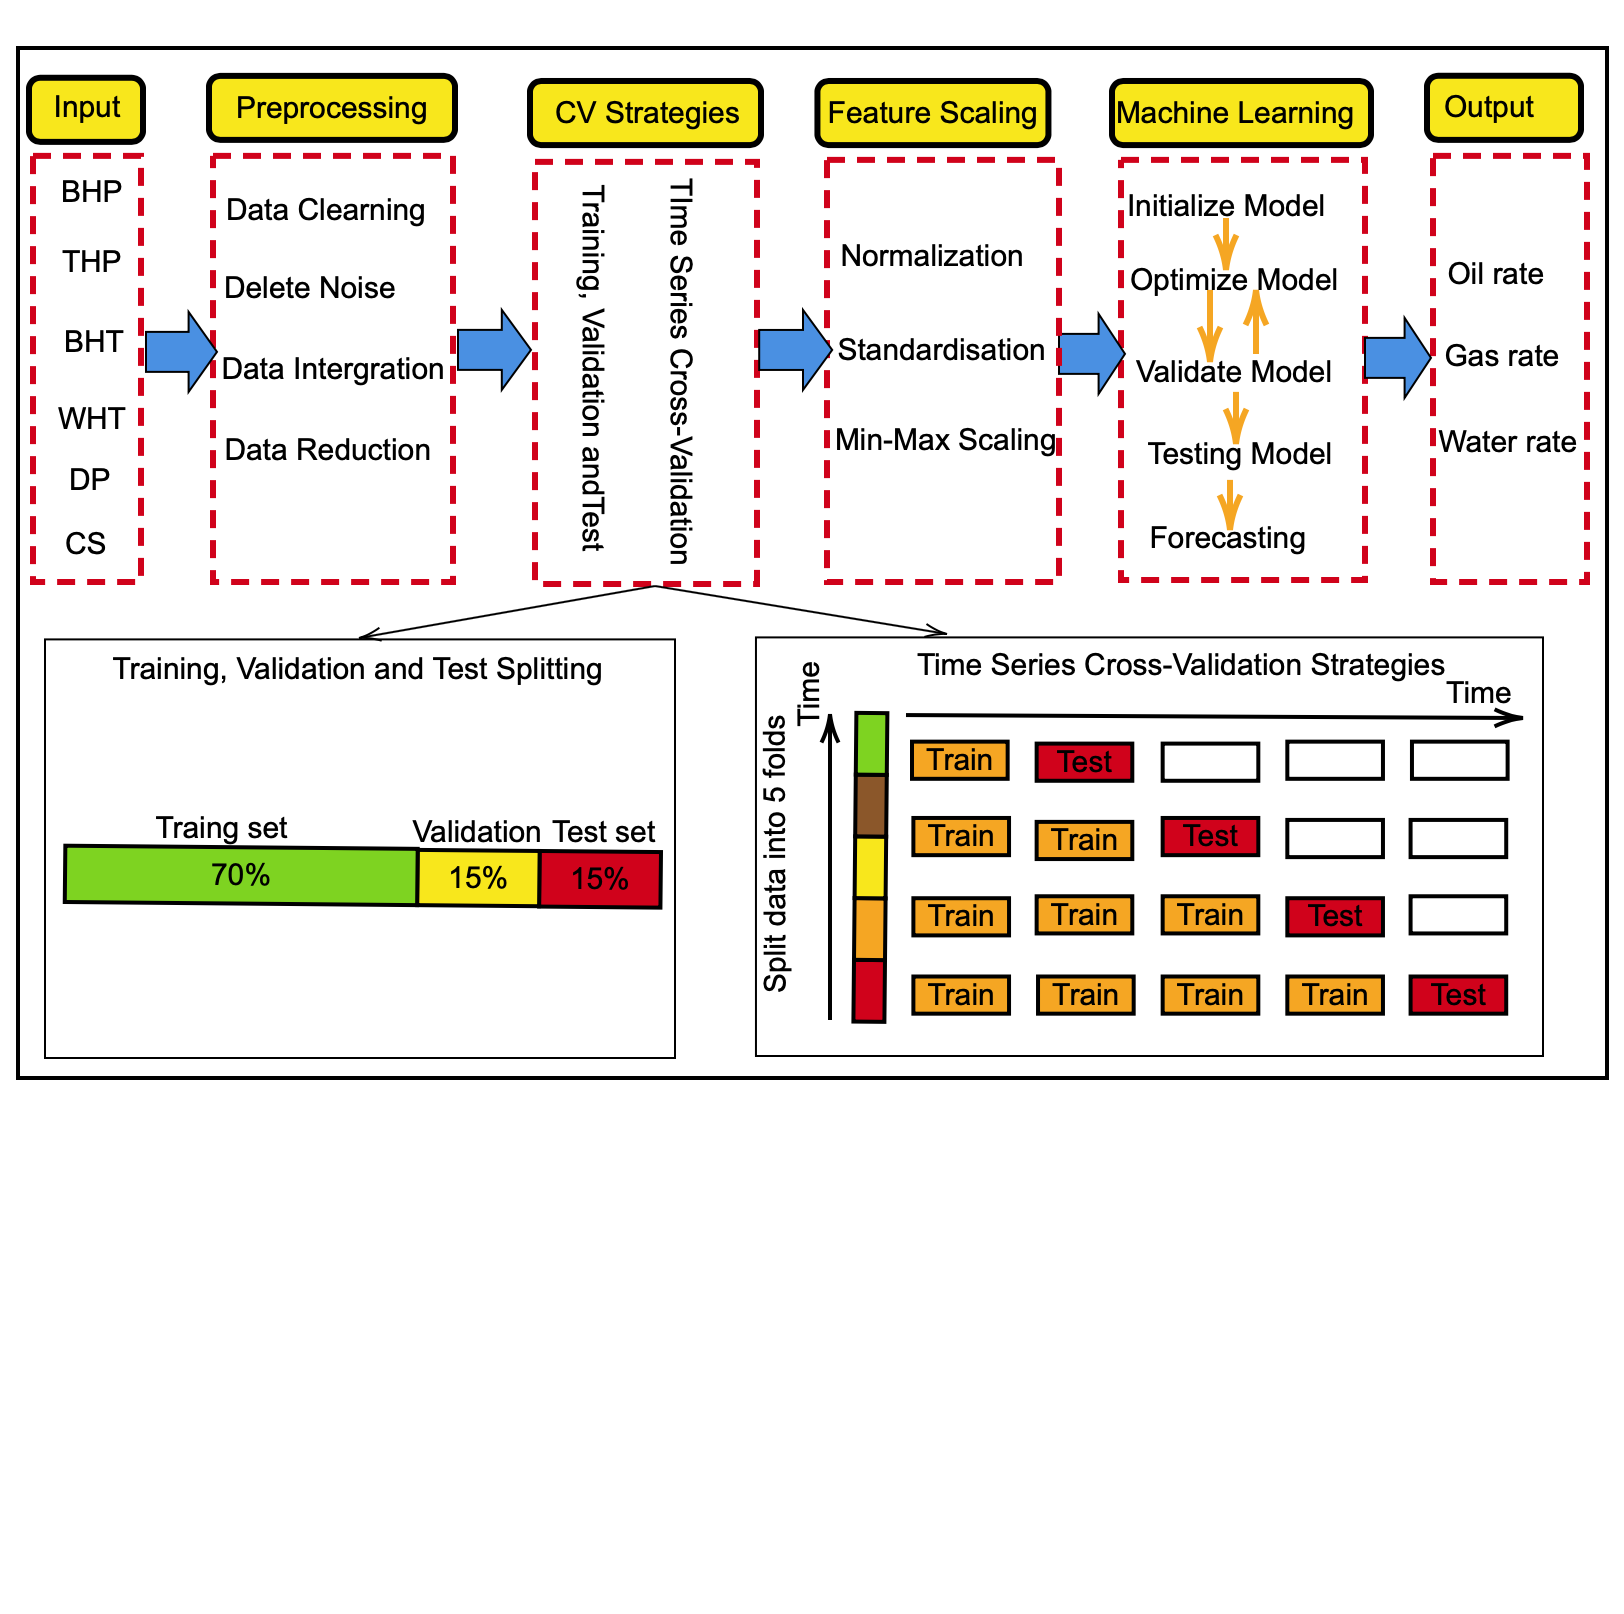 Input
Preprocessing
CV Strategies
Feature Scaling
Machine Learning
Output
BHP
THP
BHT
WHT
DP
CS
Data Clearning
Delete Noise
Data Intergration
Data Reduction
Training, Validation andTest
TIme Series Cross-Validation
Normalization
Standardisation
Min-Max Scaling
Initialize Model
Optimize Model
Validate Model
Testing Model
Forecasting
Oil rate
Gas rate
Water rate
Training, Validation and Test Splitting
Traing set
Validation
Test set
70%
15%
15%
Time Series Cross-Validation Strategies
Time
Time
Split data into 5 folds
Train Test
Train Train Test
Train Train Train Test
Train Train Train Train Test